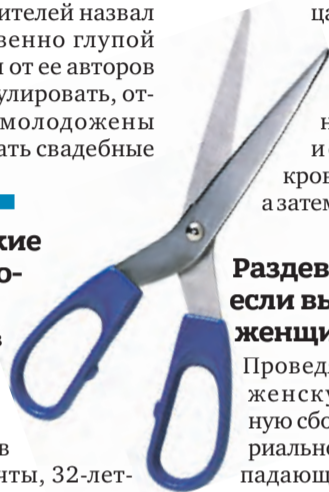 ителей назвал
венно глупой
от ее авторов
улировать, от-
молодожены
ать свадебные
кие
о-
в
в
нты, 32-лет-
ца
н
и
кров
а затем
Раздев
если вы
женщи
Провед
женску
ную сбо
риально
падающ